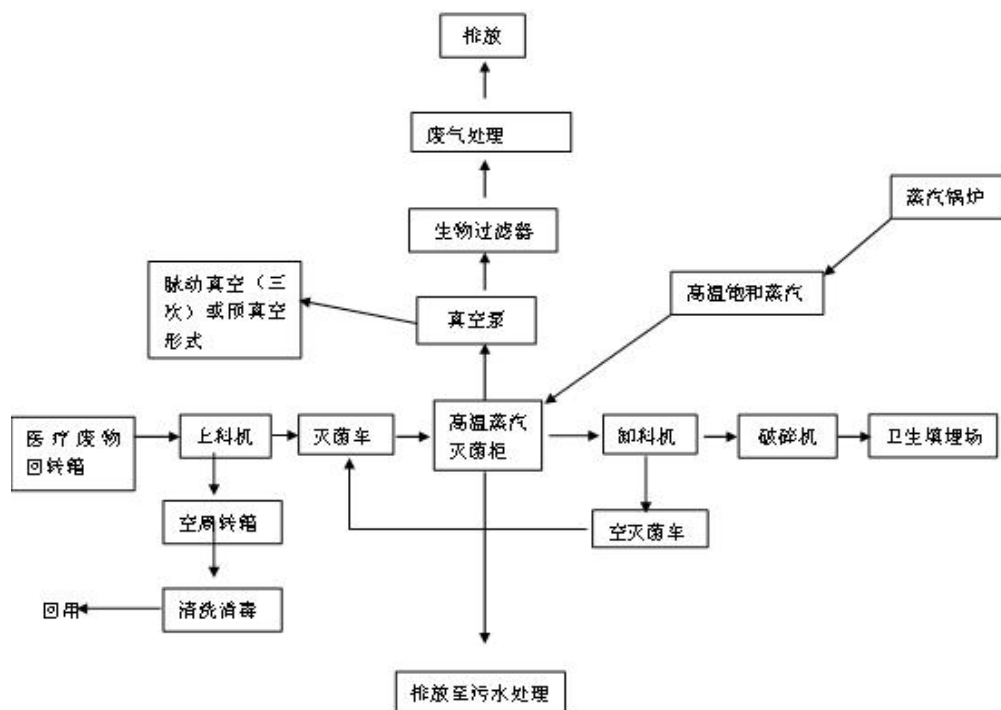 排放
废气处理
蒸汽锅炉
生物过滤器
脉动真空（三
次）或预真空
形式
高温饱和蒸汽
真空泵
医疗废物
回转箱
上料机
灭菌车
高温蒸汽
灭菌柜
卸料机
破碎机
卫生填埋场
空周转箱
空灭菌车
回用
清洗消毒
排放至污水处理